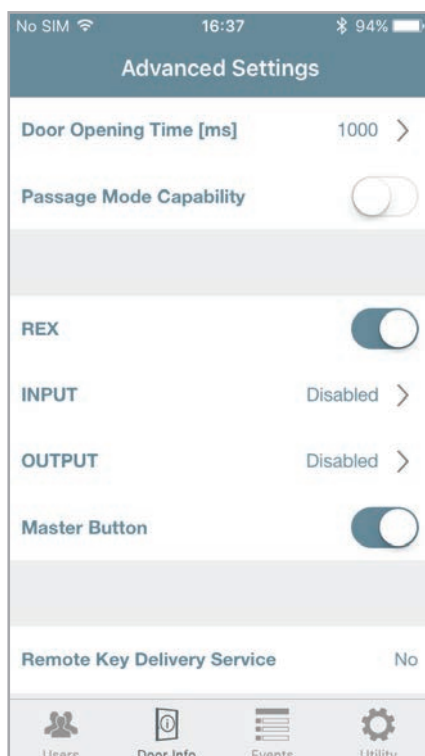 No SIM 16:37 94%
Advanced Settings
Door Opening Time [ms] 1000
Passage Mode Capability
REX
INPUT Disabled
OUTPUT Disabled
Master Button
Remote Key Delivery Service No
Users Door Info Events Utility